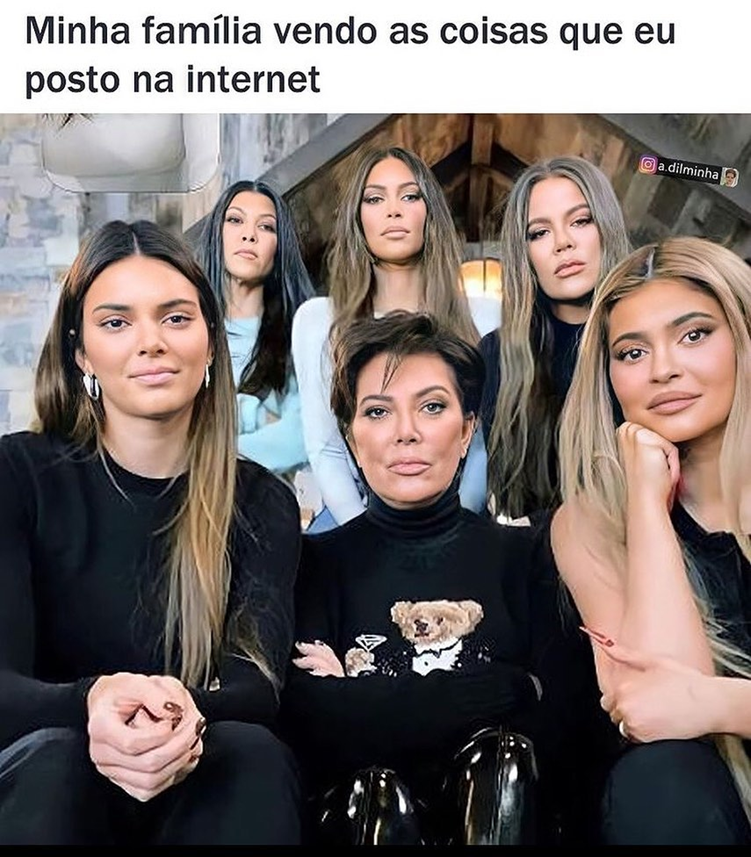 Minha família vendo as coisas que eu
posto na internet
a.dilminha